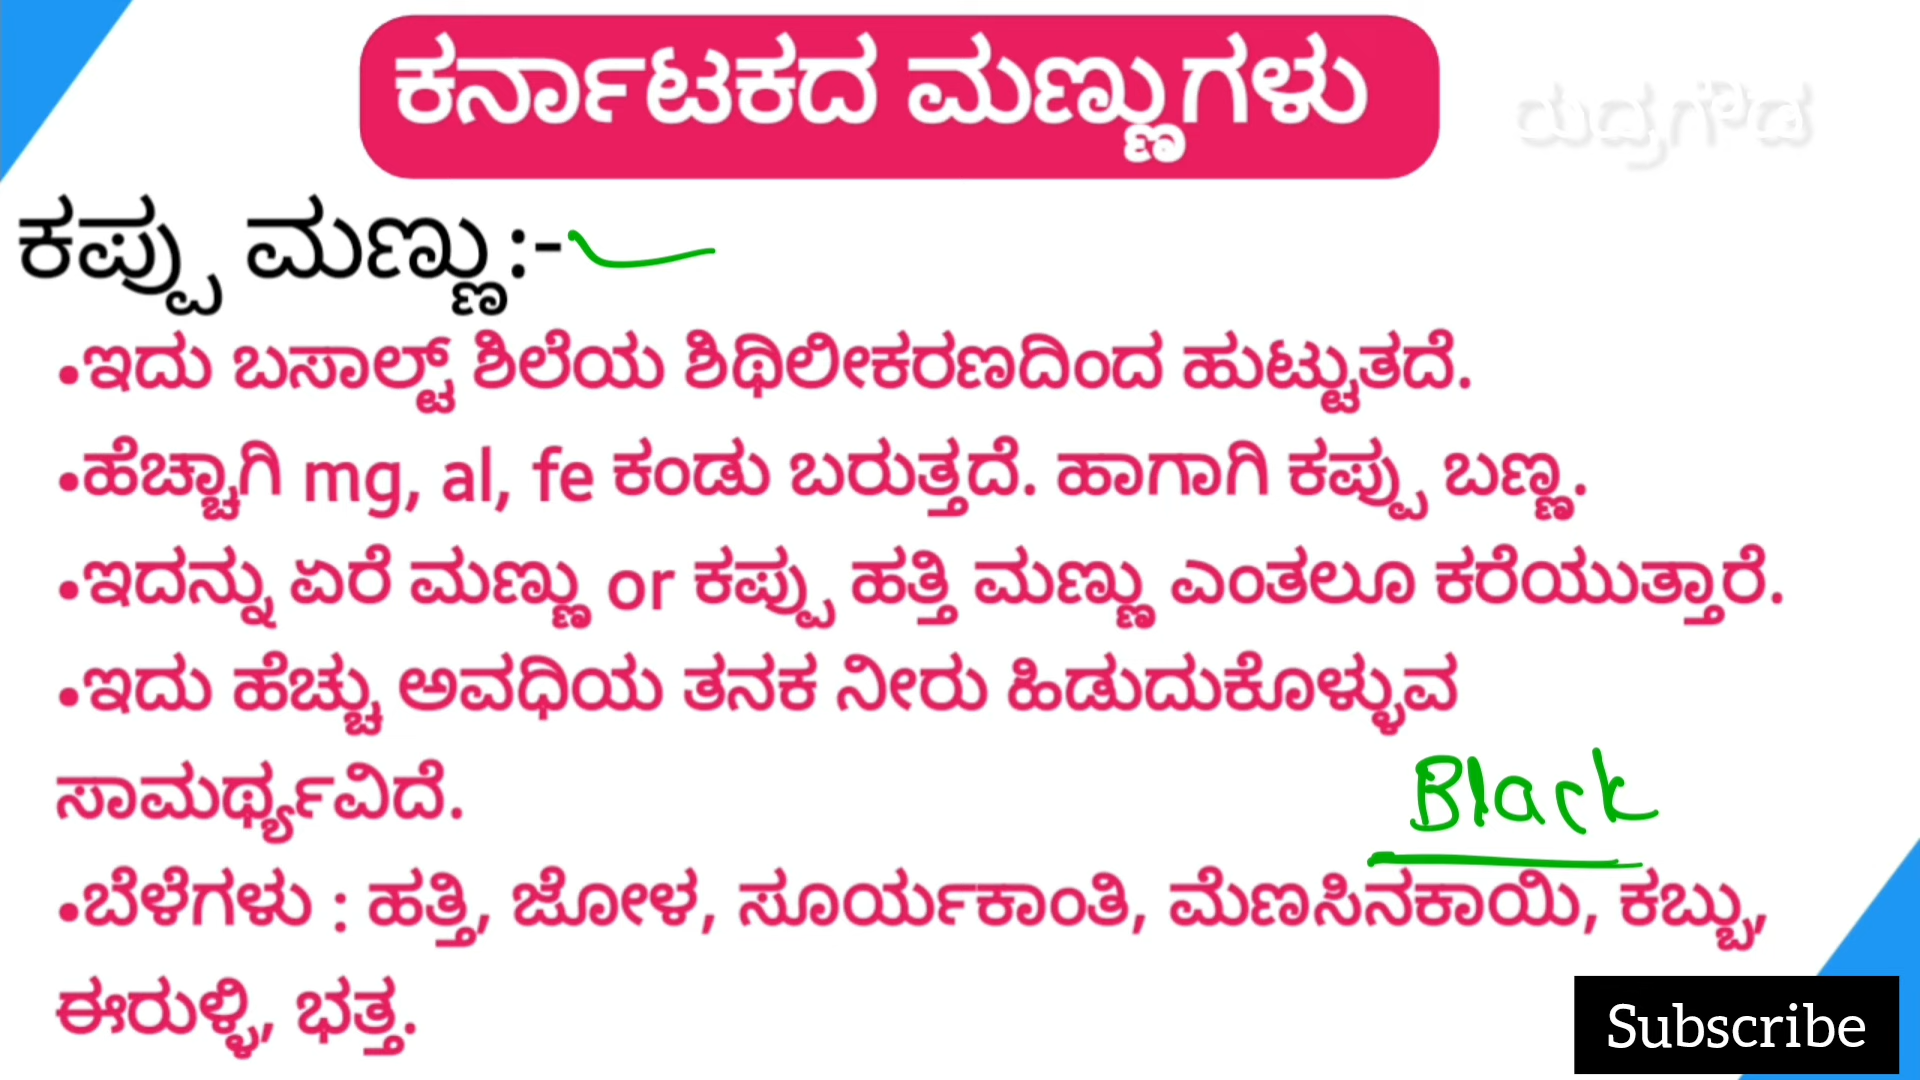 ಕರ್ನಾಟಕದ ಮಣ್ಣುಗಳು
ರುದ್ರಗೌಡ
ಕಪ್ಪು ಮಣ್ಣು:-
•ಇದು ಬಸಾಲ್ಟ್ ಶಿಲೆಯ ಶಿಥಿಲೀಕರಣದಿಂದ ಹುಟ್ಟುತದೆ.
•ಹೆಚ್ಚಾಗಿ mg, al, fe ಕಂಡು ಬರುತ್ತದೆ. ಹಾಗಾಗಿ ಕಪ್ಪು ಬಣ್ಣ.
•ಇದನ್ನು ಏರೆ ಮಣ್ಣು or ಕಪ್ಪು ಹತ್ತಿ ಮಣ್ಣು ಎಂತಲೂ ಕರೆಯುತ್ತಾರೆ.
•ಇದು ಹೆಚ್ಚು ಅವಧಿಯ ತನಕ ನೀರು ಹಿಡುದುಕೊಳ್ಳುವ
ಸಾಮರ್ಥ್ಯವಿದೆ.
Black
•ಬೆಳೆಗಳು : ಹತ್ತಿ, ಜೋಳ, ಸೂರ್ಯಕಾಂತಿ, ಮೆಣಸಿನಕಾಯಿ, ಕಬ್ಬು,
ಈರುಳ್ಳಿ, ಭತ್ತ.
Subscribe